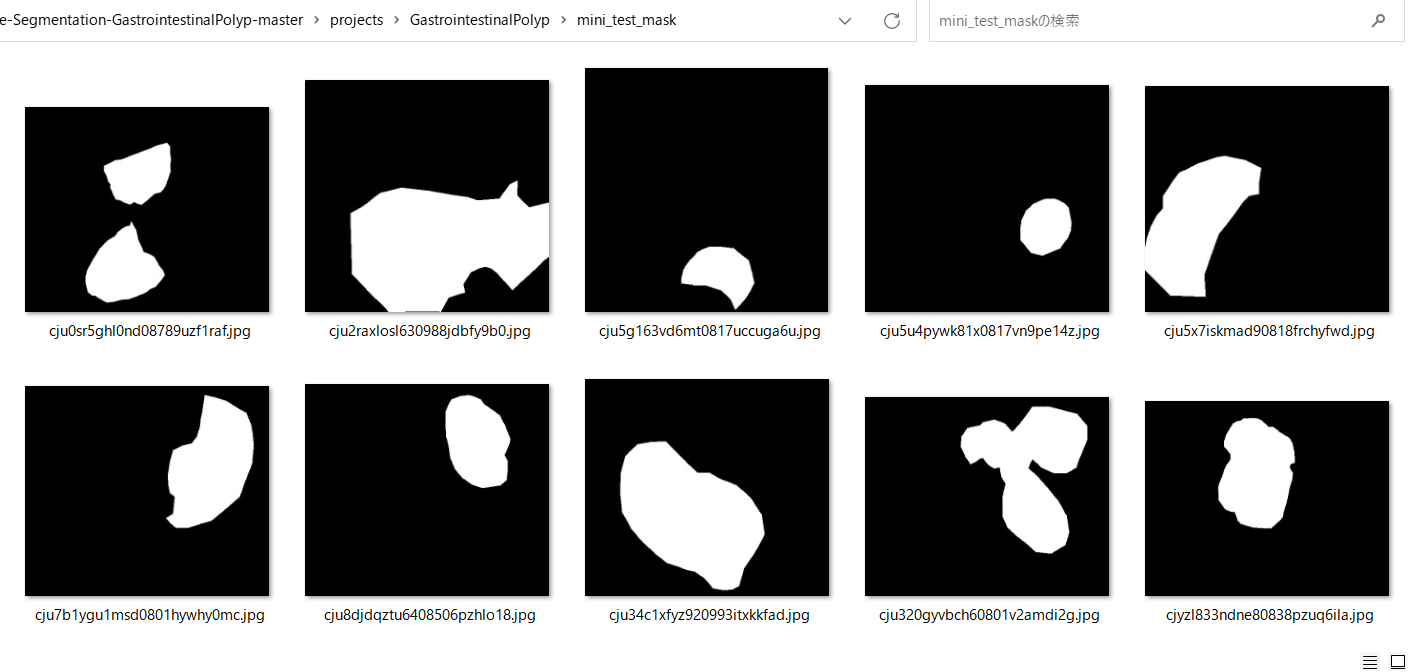 e-Segmentation-GastrointestinalPolyp-master > projects > GastrointestinalPolyp > mini_test_mask
mini_test_maskの検索
cju0sr5ghl0nd08789uzf1raf.jpg
cju2raxlosl630988jdbfy9b0.jpg
cju5g163vd6mt0817uccuga6u.jpg
cju5u4pywk81x0817vn9pe14z.jpg
cju5x7iskmad90818frchyfwd.jpg
cju7b1ygu1msd0801hywhy0mc.jpg
cju8djdqztu6408506pzhlo18.jpg
cju34c1xfyz920993itxkkfad.jpg
cju320gyvbch60801v2amdi2g.jpg
cjyzl833ndne80838pzuq6ila.jpg